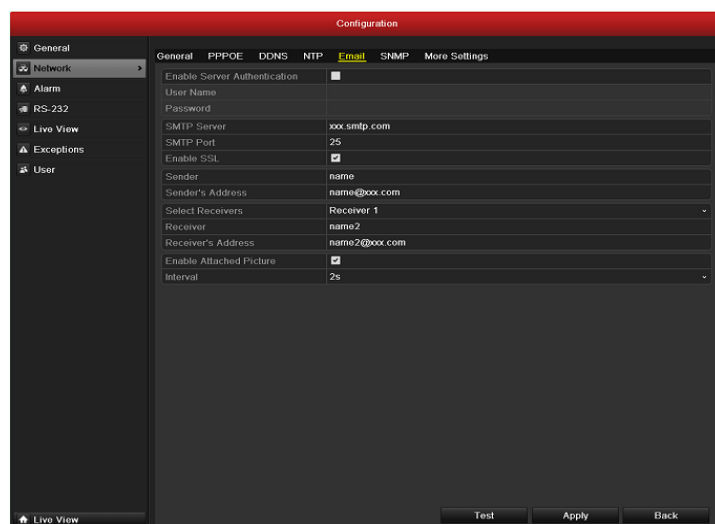 Configuration
General
Network
Alarm
RS-232
Live View
Exceptions
User
Live View
General PPPOE DDNS NTP Email SNMP More Settings
Enable Server Authentication
User Name
Password
SMTP Server xxx.smtp.com
SMTP Port 25
Enable SSL
Sender name
Sender's Address name@xxx.com
Select Receivers Receiver 1
Receiver name2
Receiver's Address name2@xxx.com
Enable Attached Picture
Interval 2s
Test Apply Back